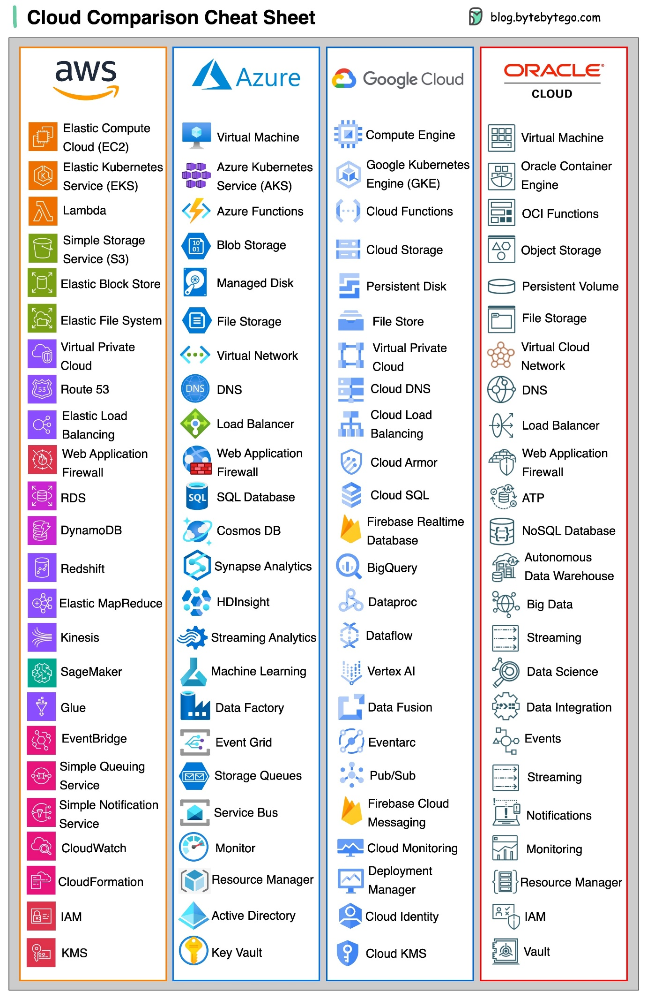 Cloud Comparison Cheat Sheet
blog.bytebytego.com
aws
Elastic Compute
Cloud (EC2)
Elastic Kubernetes
Service (EKS)
Lambda
Simple Storage
Service (S3)
Elastic Block Store
Elastic File System
Virtual Private
Cloud
53
Route 53
Elastic Load
Balancing
Web Application
Firewall
RDS
DynamoDB
Redshift
Elastic MapReduce
Kinesis
SageMaker
Glue
EventBridge
Simple Queuing
Service
Simple Notification
Service
CloudWatch
CloudFormation
IAM
KMS
Azure
Virtual Machine
Azure Kubernetes
Service (AKS)
Azure Functions
10
01
Blob Storage
Managed Disk
File Storage
Virtual Network
DNS
DNS
Load Balancer
Web Application
Firewall
SQL
SQL Database
Cosmos DB
Synapse Analytics
HDInsight
Streaming Analytics
Machine Learning
Data Factory
Event Grid
Storage Queues
Service Bus
Monitor
Resource Manager
Active Directory
Key Vault
Google Cloud
Compute Engine
Google Kubernetes
Engine (GKE)
Cloud Functions
Cloud Storage
Persistent Disk
File Store
Virtual Private
Cloud
Cloud DNS
Cloud Load
Balancing
Cloud Armor
Cloud SQL
Firebase Realtime
Database
BigQuery
Dataproc
Dataflow
Vertex AI
Data Fusion
Eventarc
Pub/Sub
Firebase Cloud
Messaging
Cloud Monitoring
Deployment
Manager
Cloud Identity
Cloud KMS
ORACLE®
CLOUD
Virtual Machine
Oracle Container
Engine
OCI Functions
Object Storage
Persistent Volume
File Storage
Virtual Cloud
Network
DNS
Load Balancer
Web Application
Firewall
A
ATP
NoSQL Database
A
Autonomous
Data Warehouse
Big Data
Streaming
Data Science
Data Integration
Events
Streaming
Notifications
Monitoring
Resource Manager
IAM
Vault